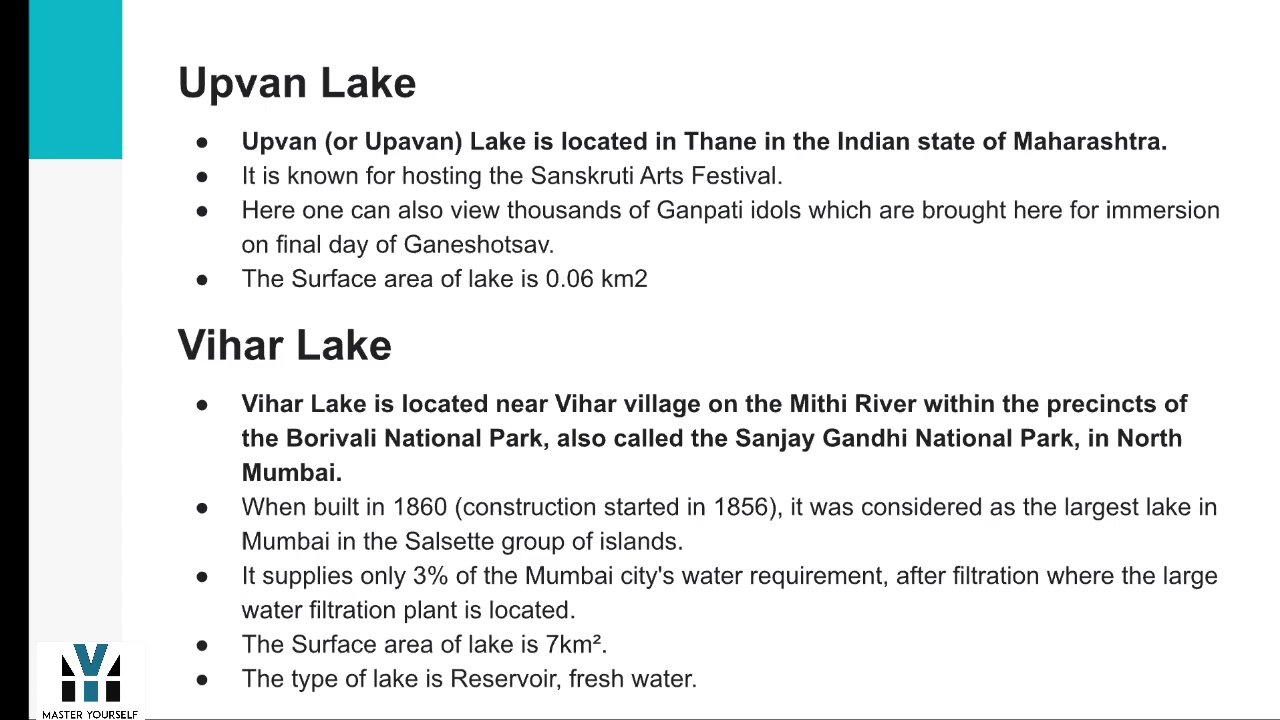 Upvan Lake
● Upvan (or Upavan) Lake is located in Thane in the Indian state of Maharashtra.
● It is known for hosting the Sanskruti Arts Festival.
● Here one can also view thousands of Ganpati idols which are brought here for immersion
on final day of Ganeshotsav.
● The Surface area of lake is 0.06 km2
Vihar Lake
● Vihar Lake is located near Vihar village on the Mithi River within the precincts of
the Borivali National Park, also called the Sanjay Gandhi National Park, in North
Mumbai.
● When built in 1860 (construction started in 1856), it was considered as the largest lake in
Mumbai in the Salsette group of islands.
● It supplies only 3% of the Mumbai city's water requirement, after filtration where the large
water filtration plant is located.
● The Surface area of lake is 7km².
● The type of lake is Reservoir, fresh water.
MASTER YOURSELF